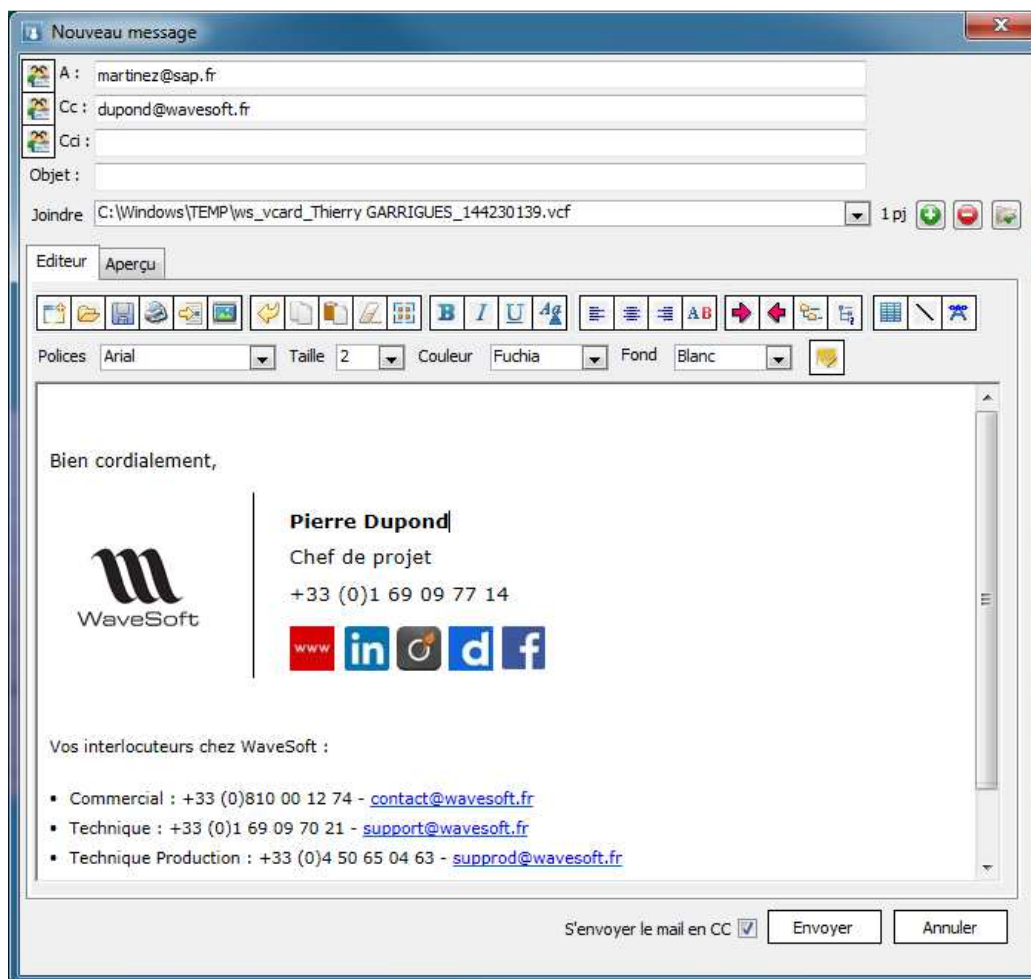 Nouveau message
A : martinez@sap.fr
Cc : dupond@wavesoft.fr
Cci :
Objet :
Joindre C:\Windows\TEMP\ws_vcard_Thierry GARRIGUES_144230139.vcf 1 pj
Editeur Aperçu
B I U Ag AB
Polices Arial Taille 2 Couleur Fuchia Fond Blanc
Bien cordialement,
Pierre Dupond
Chef de projet
+33 (0)1 69 09 77 14
WaveSoft
www in d f
Vos interlocuteurs chez WaveSoft :
• Commercial : +33 (0)810 00 12 74 - contact@wavesoft.fr
• Technique : +33 (0)1 69 09 70 21 - support@wavesoft.fr
• Technique Production : +33 (0)4 50 65 04 63 - supprod@wavesoft.fr
S'envoyer le mail en CC Envoyer Annuler